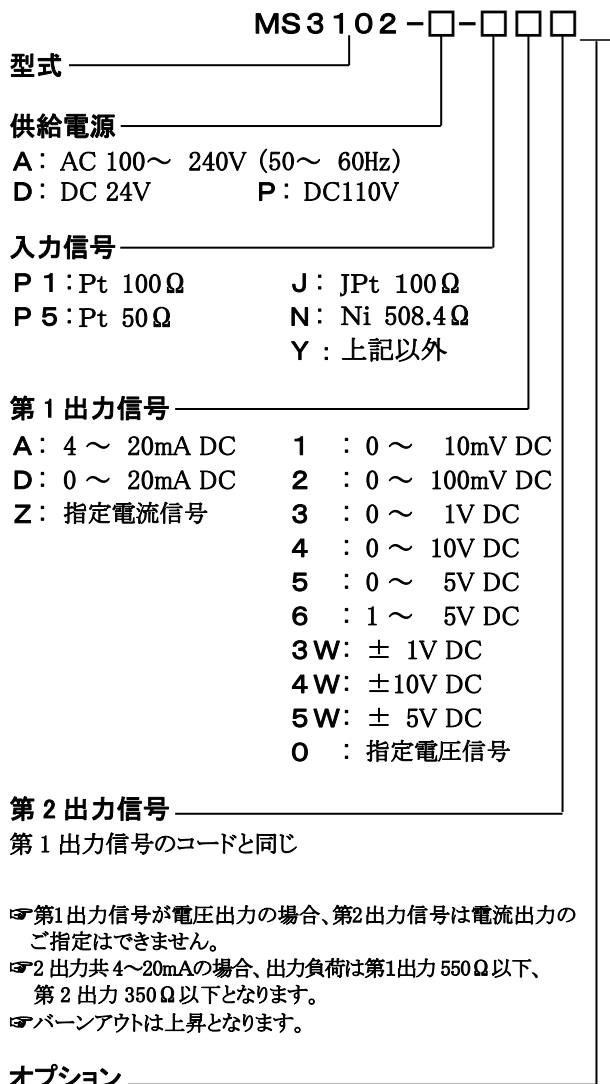 MS3102-□-□□□
型式
供給電源
A: AC 100～ 240V (50～ 60Hz)
D: DC 24V P: DC110V
入力信号
P 1:Pt 100Ω J: JPt 100Ω
P 5:Pt 50Ω N: Ni 508.4Ω
Y : 上記以外
第 1 出力信号
A: 4 ～ 20mA DC 1 : 0 ～ 10mV DC
D: 0 ～ 20mA DC 2 : 0 ～ 100mV DC
Z: 指定電流信号 3 : 0 ～ 1V DC
4 : 0 ～ 10V DC
5 : 0 ～ 5V DC
6 : 1 ～ 5V DC
3W: ± 1V DC
4W: ±10V DC
5W: ± 5V DC
0 : 指定電圧信号
第 2 出力信号
第 1 出力信号のコードと同じ
☞第1出力信号が電圧出力の場合、第2出力信号は電流出力の
ご指定はできません。
☞2 出力共 4～20mAの場合、出力負荷は第1出力 550Ω以下、
第 2 出力 350Ω以下となります。
☞バーンアウトは上昇となります。
オプション